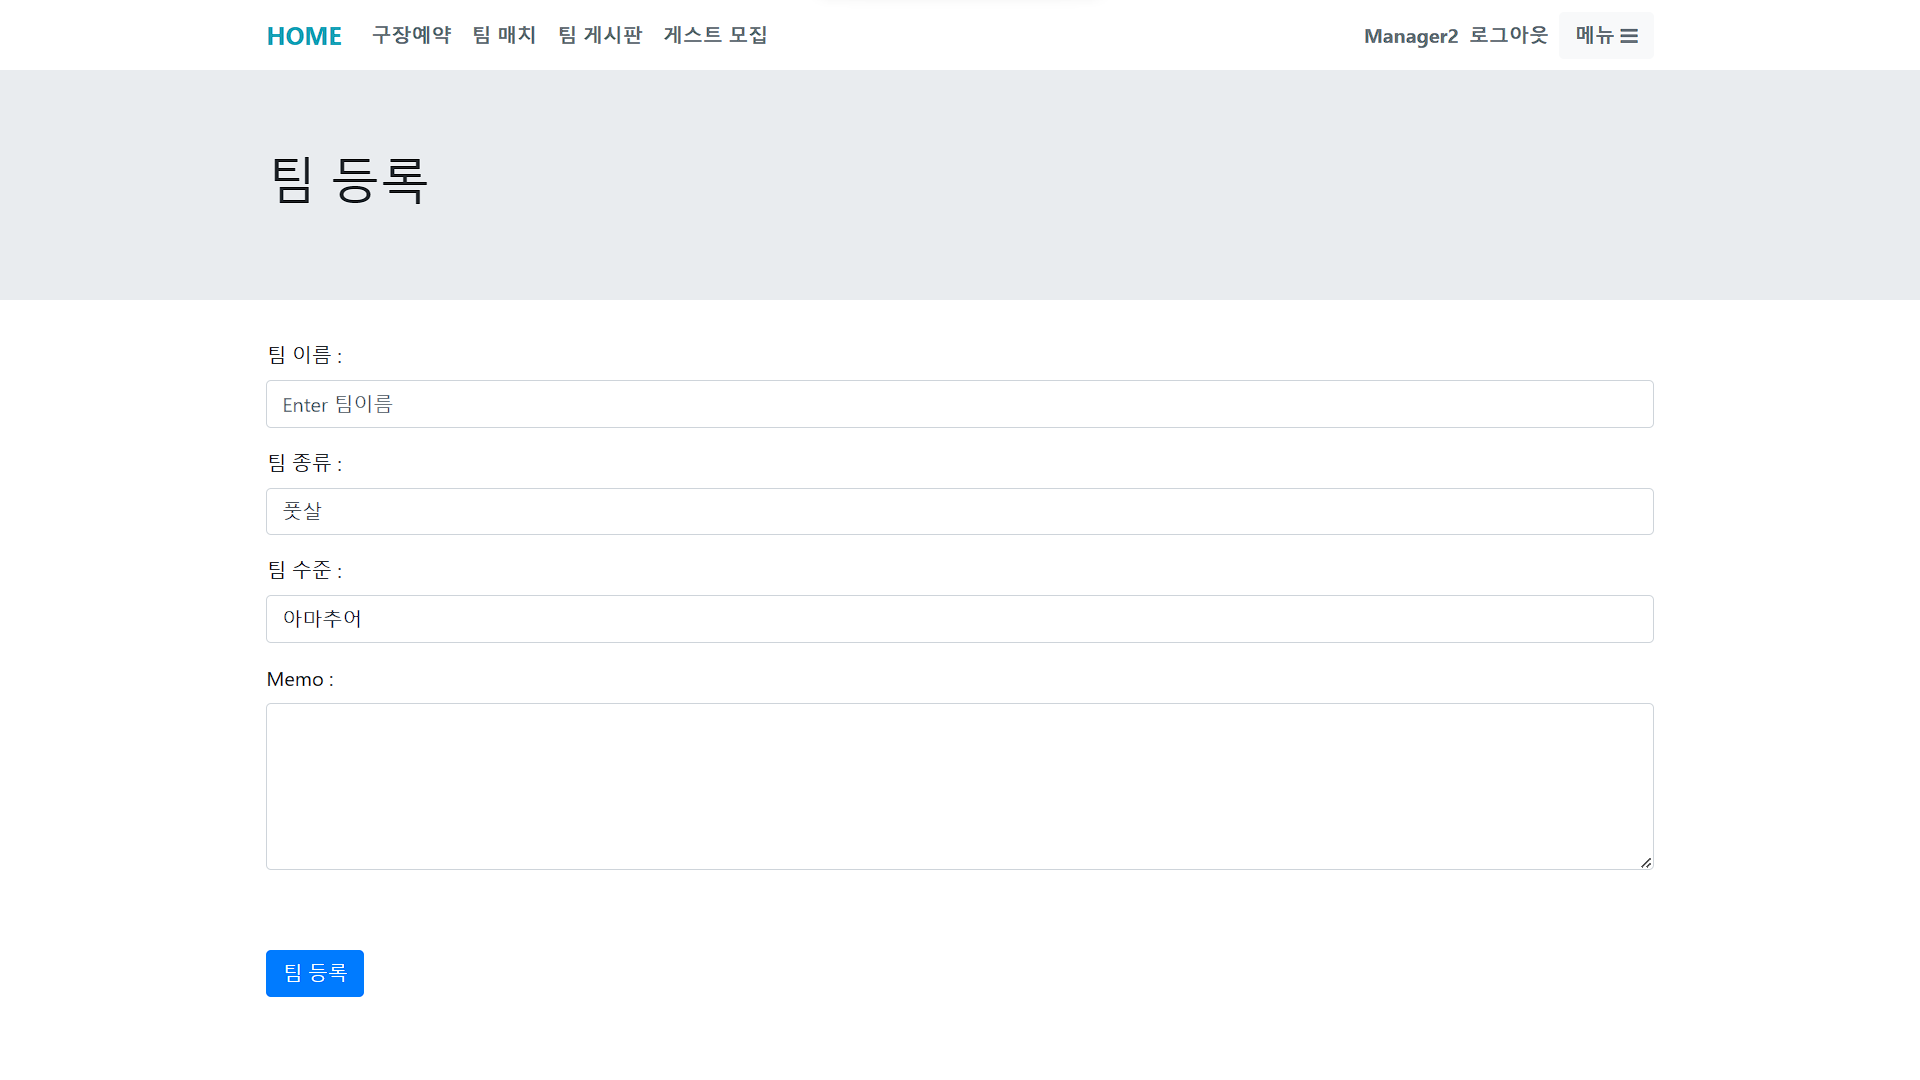 HOME 구장예약 팀 매치 팀 게시판 게스트 모집 Manager2 로그아웃 메뉴
팀 등록
팀 이름 :
Enter 팀이름
팀 종류 :
풋살
팀 수준 :
아마추어
Memo :
팀 등록